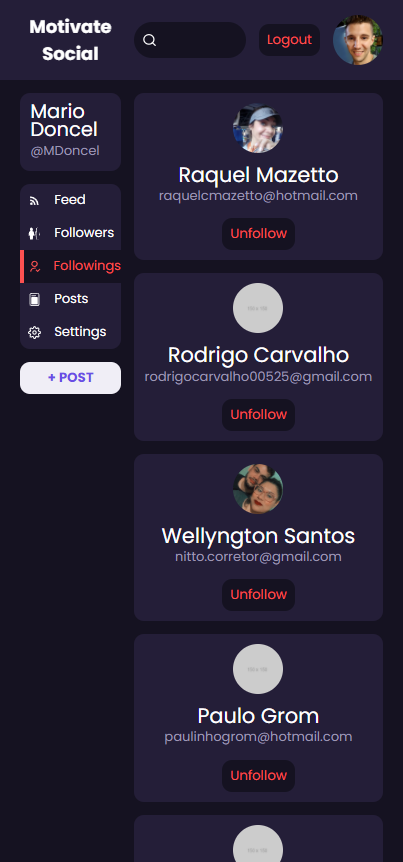 Motivate
Social
Logout
Mario
Doncel
@MDoncel
Feed
Followers
Followings
Posts
Settings
+ POST
Raquel Mazetto
raquelcmazetto@hotmail.com
Unfollow
Rodrigo Carvalho
rodrigocarvalho00525@gmail.com
Unfollow
Wellyngton Santos
nitto.corretor@gmail.com
Unfollow
Paulo Grom
paulinhogrom@hotmail.com
Unfollow